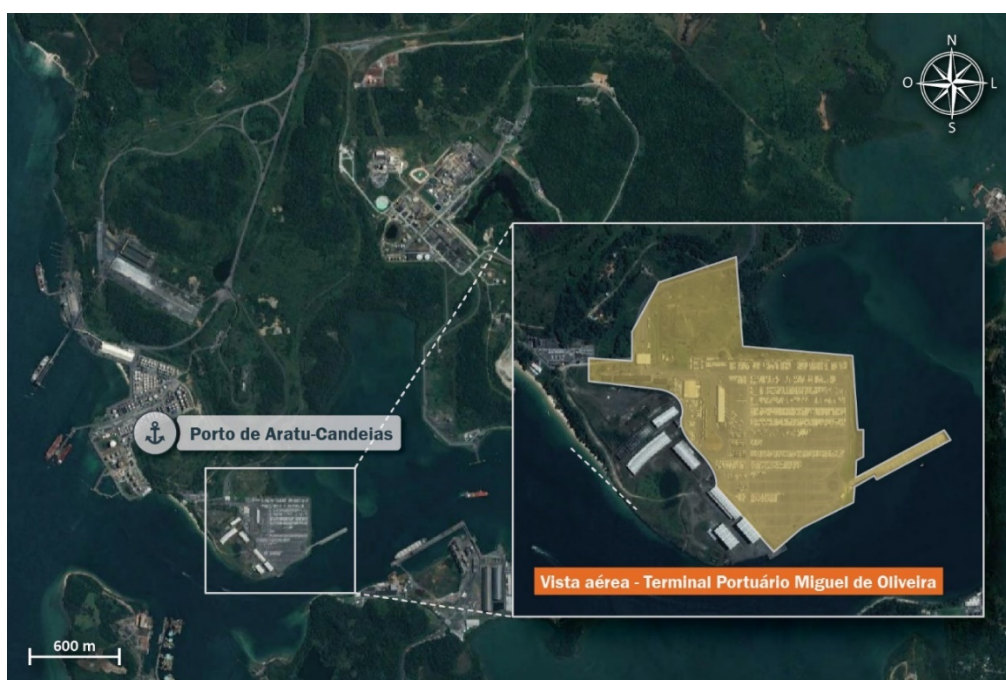 N
O
L
S
Porto de Aratu-Candeias
Vista aérea - Terminal Portuário Miguel de Oliveira
600 m